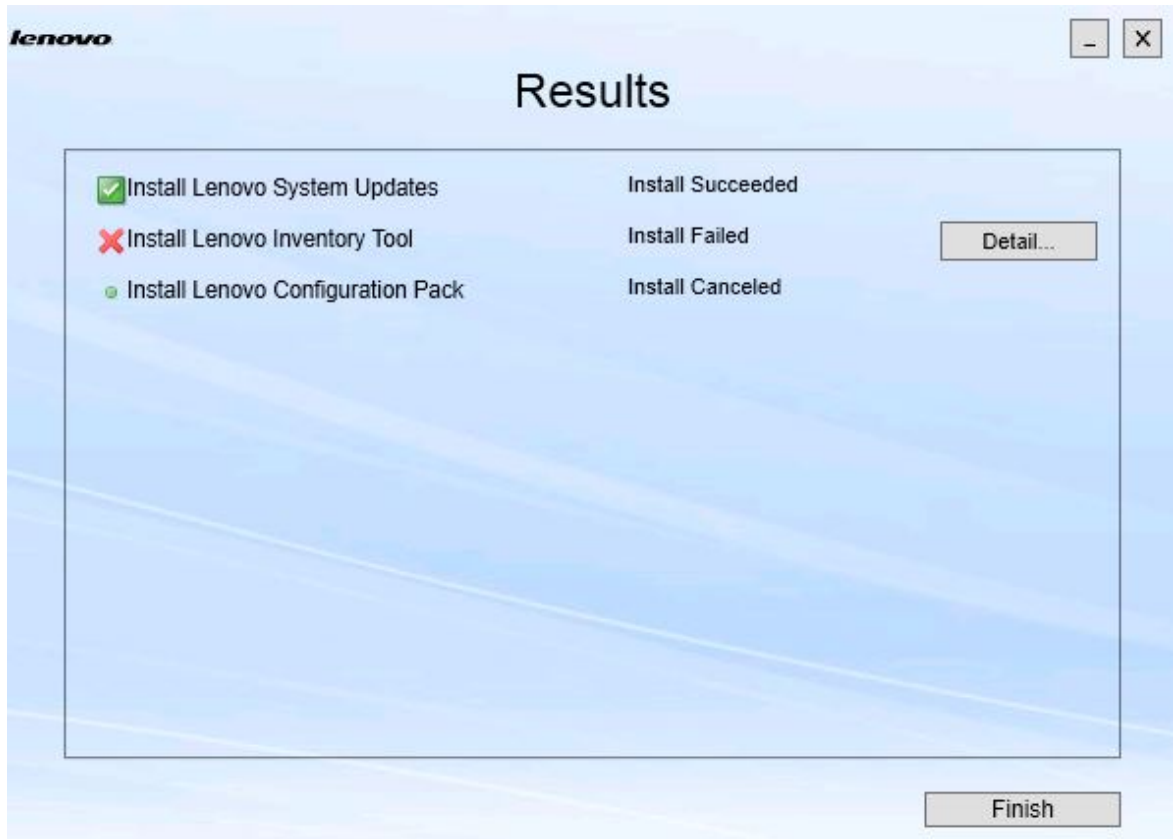 lenovo
Results
Install Lenovo System Updates Install Succeeded
Install Lenovo Inventory Tool Install Failed Detail...
Install Lenovo Configuration Pack Install Canceled
Finish